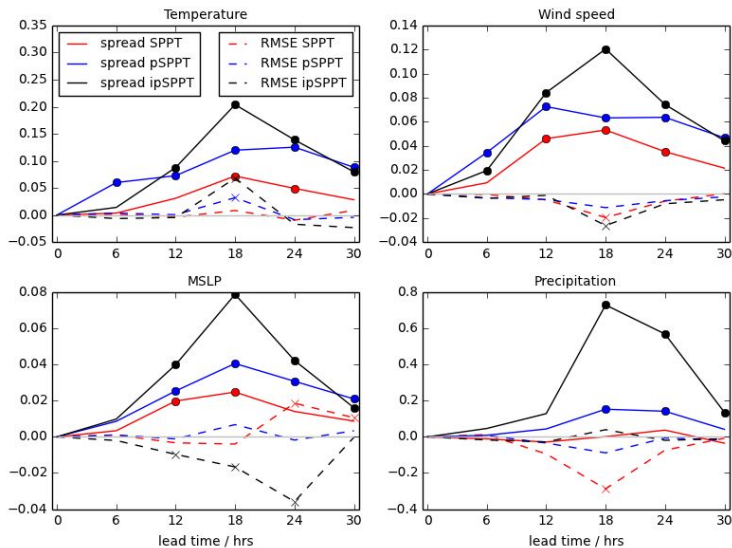 Temperature
Wind speed
0.35
0.30
0.25
0.20
0.15
0.10
0.05
0.00
−0.05
spread SPPT
spread pSPPT
spread ipSPPT
RMSE SPPT
RMSE pSPPT
RMSE ipSPPT
0 6 12 18 24 30
0.14
0.12
0.10
0.08
0.06
0.04
0.02
0.00
−0.02
−0.04
0 6 12 18 24 30
MSLP
Precipitation
0.08
0.06
0.04
0.02
0.00
−0.02
−0.04
0 6 12 18 24 30
lead time / hrs
0.8
0.6
0.4
0.2
0.0
−0.2
−0.4
0 6 12 18 24 30
lead time / hrs